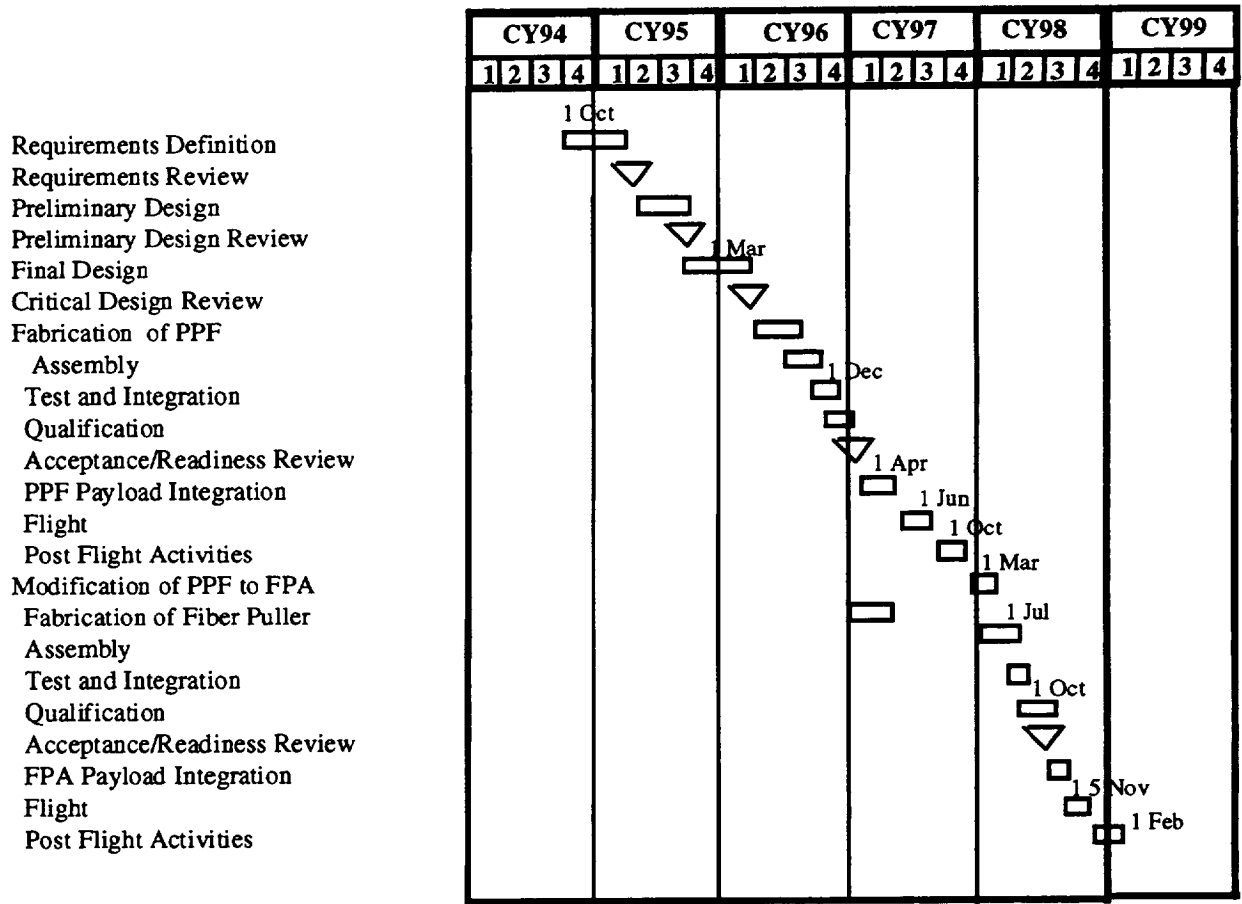 CY94 CY95 CY96 CY97 CY98 CY99
1 2 3 4 1 2 3 4 1 2 3 4 1 2 3 4 1 2 3 4 1 2 3 4
1 Oct
Requirements Definition
Requirements Review
Preliminary Design
Preliminary Design Review
1 Mar
Final Design
Critical Design Review
Fabrication of PPF
Assembly
1 Dec
Test and Integration
Qualification
Acceptance/Readiness Review
1 Apr
PPF Payload Integration
1 Jun
Flight
1 Oct
Post Flight Activities
1 Mar
Modification of PPF to FPA
Fabrication of Fiber Puller
1 Jul
Assembly
Test and Integration
1 Oct
Qualification
Acceptance/Readiness Review
FPA Payload Integration
1 5 Nov
Flight
1 Feb
Post Flight Activities